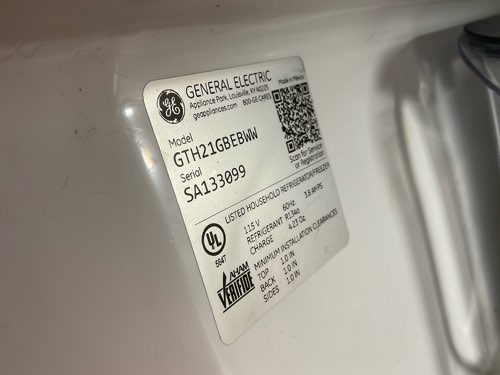 GE
GENERAL ELECTRIC
Appliance Park, Louisville, KY 40225
geappliances.com 800-GE CARES
Made in Mexico
Scan for Service
or Registration
Model
GTH21GBEBWW
Serial
SA133099
LISTED HOUSEHOLD REFRIGERATOR/FREEZER
115 V 60Hz 3.8 AMPS
REFRIGERANT R134a
CHARGE 4.23 Oz.
UL
554T
MINIMUM INSTALLATION CLEARANCES
TOP 1.0 IN
BACK 1.0 IN
SIDES 1.0 IN
AHAM
VERIFIDE